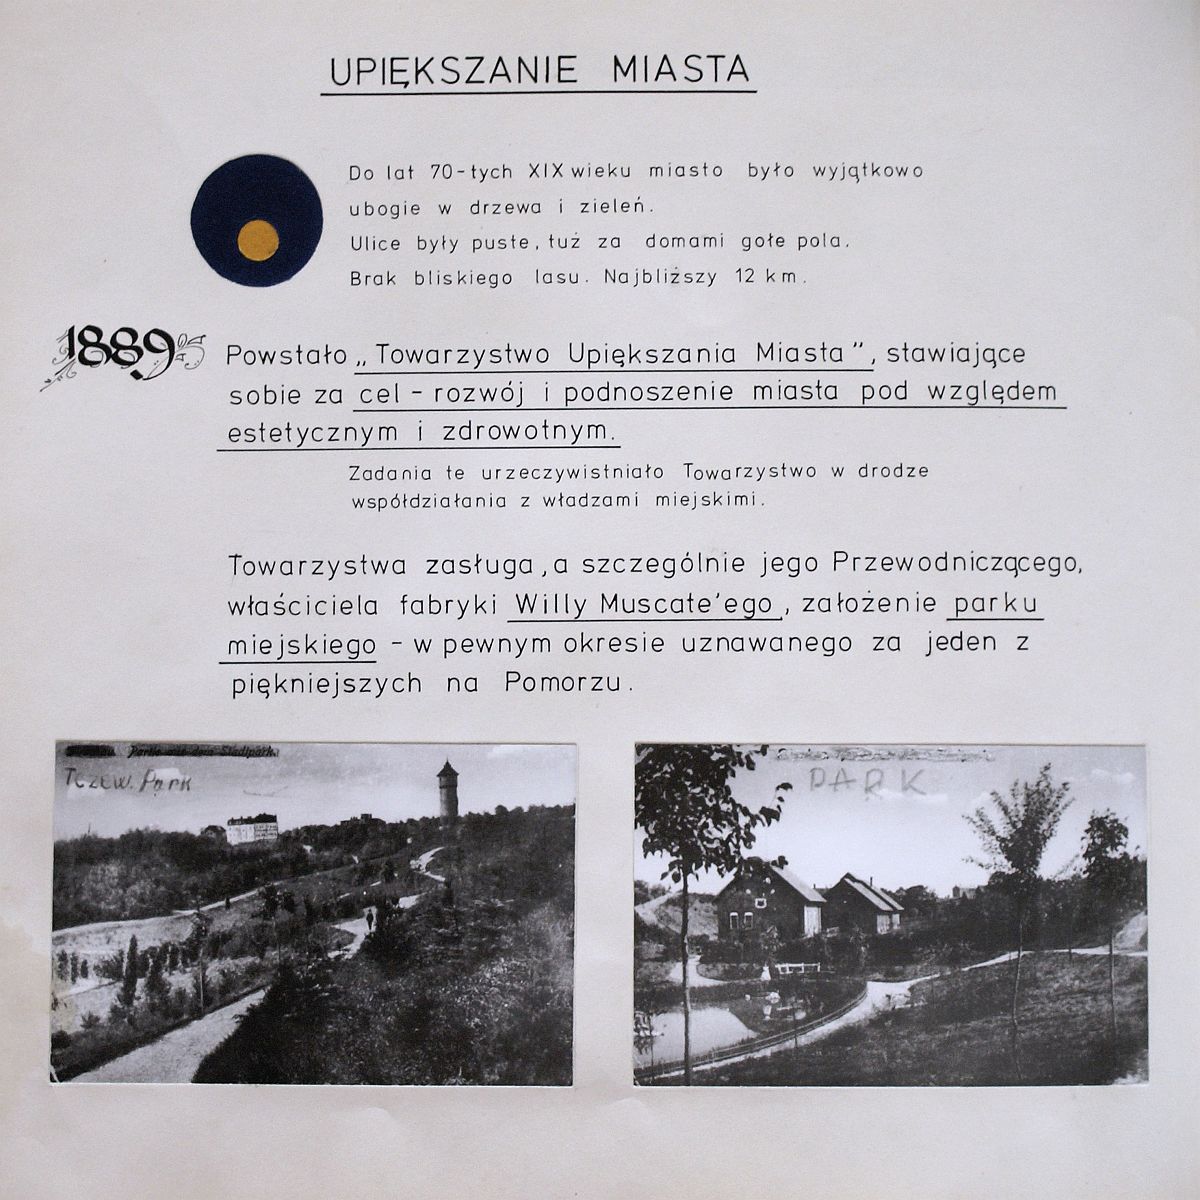 UPIĘKSZANIE MIASTA
Do lat 70-tych XIX wieku miasto było wyjątkowo
ubogie w drzewa i zieleń.
Ulice były puste, tuż za domami gołe pola.
Brak bliskiego lasu. Najbliższy 12 km.
1889
Powstało „Towarzystwo Upiększania Miasta”, stawiające
sobie za cel - rozwój i podnoszenie miasta pod względem
estetycznym i zdrowotnym.
Zadania te urzeczywistniało Towarzystwo w drodze
współdziałania z władzami miejskimi.
Towarzystwa zasługa, a szczególnie jego Przewodniczącego,
właściciela fabryki Willy Muscate'ego, założenie parku
miejskiego - w pewnym okresie uznawanego za jeden z
piękniejszych na Pomorzu.
Partie aus dem Stadtpark
Tczew. Park
PARK